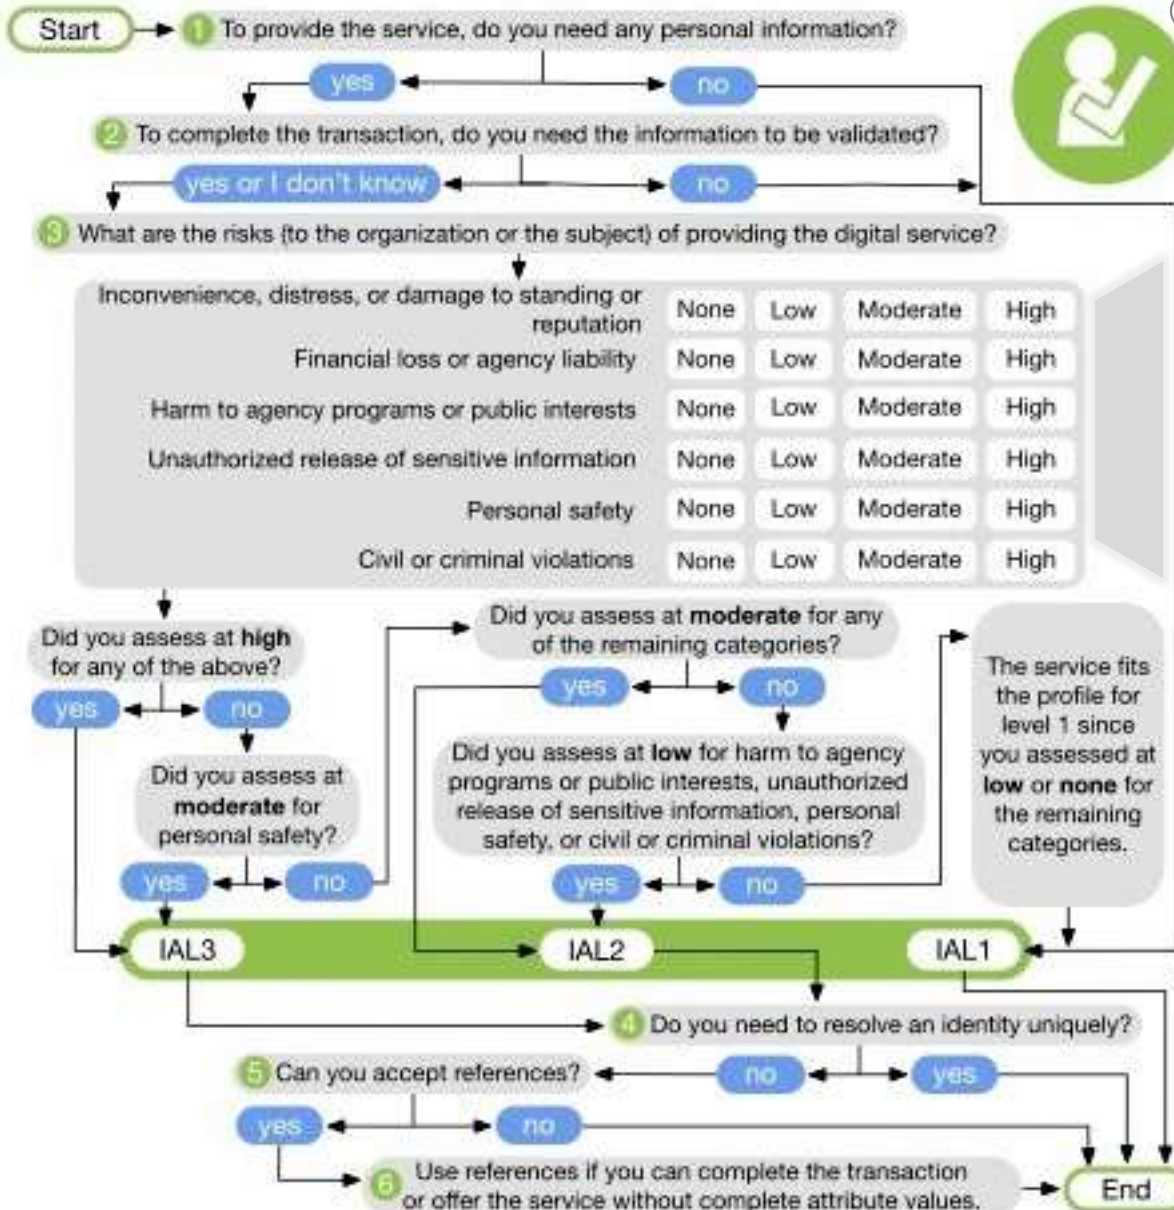 Start
1 To provide the service, do you need any personal information?
yes
no
2 To complete the transaction, do you need the information to be validated?
yes or I don't know
no
3 What are the risks (to the organization or the subject) of providing the digital service?
Inconvenience, distress, or damage to standing or
reputation
None Low Moderate High
Financial loss or agency liability None Low Moderate High
Harm to agency programs or public interests None Low Moderate High
Unauthorized release of sensitive information None Low Moderate High
Personal safety None Low Moderate High
Civil or criminal violations None Low Moderate High
Did you assess at high
for any of the above?
yes
no
Did you assess at
moderate for
personal safety?
yes
no
Did you assess at moderate for any
of the remaining categories?
yes
no
Did you assess at low for harm to agency
programs or public interests, unauthorized
release of sensitive information, personal
safety, or civil or criminal violations?
yes
no
The service fits
the profile for
level 1 since
you assessed at
low or none for
the remaining
categories.
IAL3
IAL2
IAL1
4 Do you need to resolve an identity uniquely?
no
yes
5 Can you accept references?
yes
no
6 Use references if you can complete the transaction
or offer the service without complete attribute values.
End